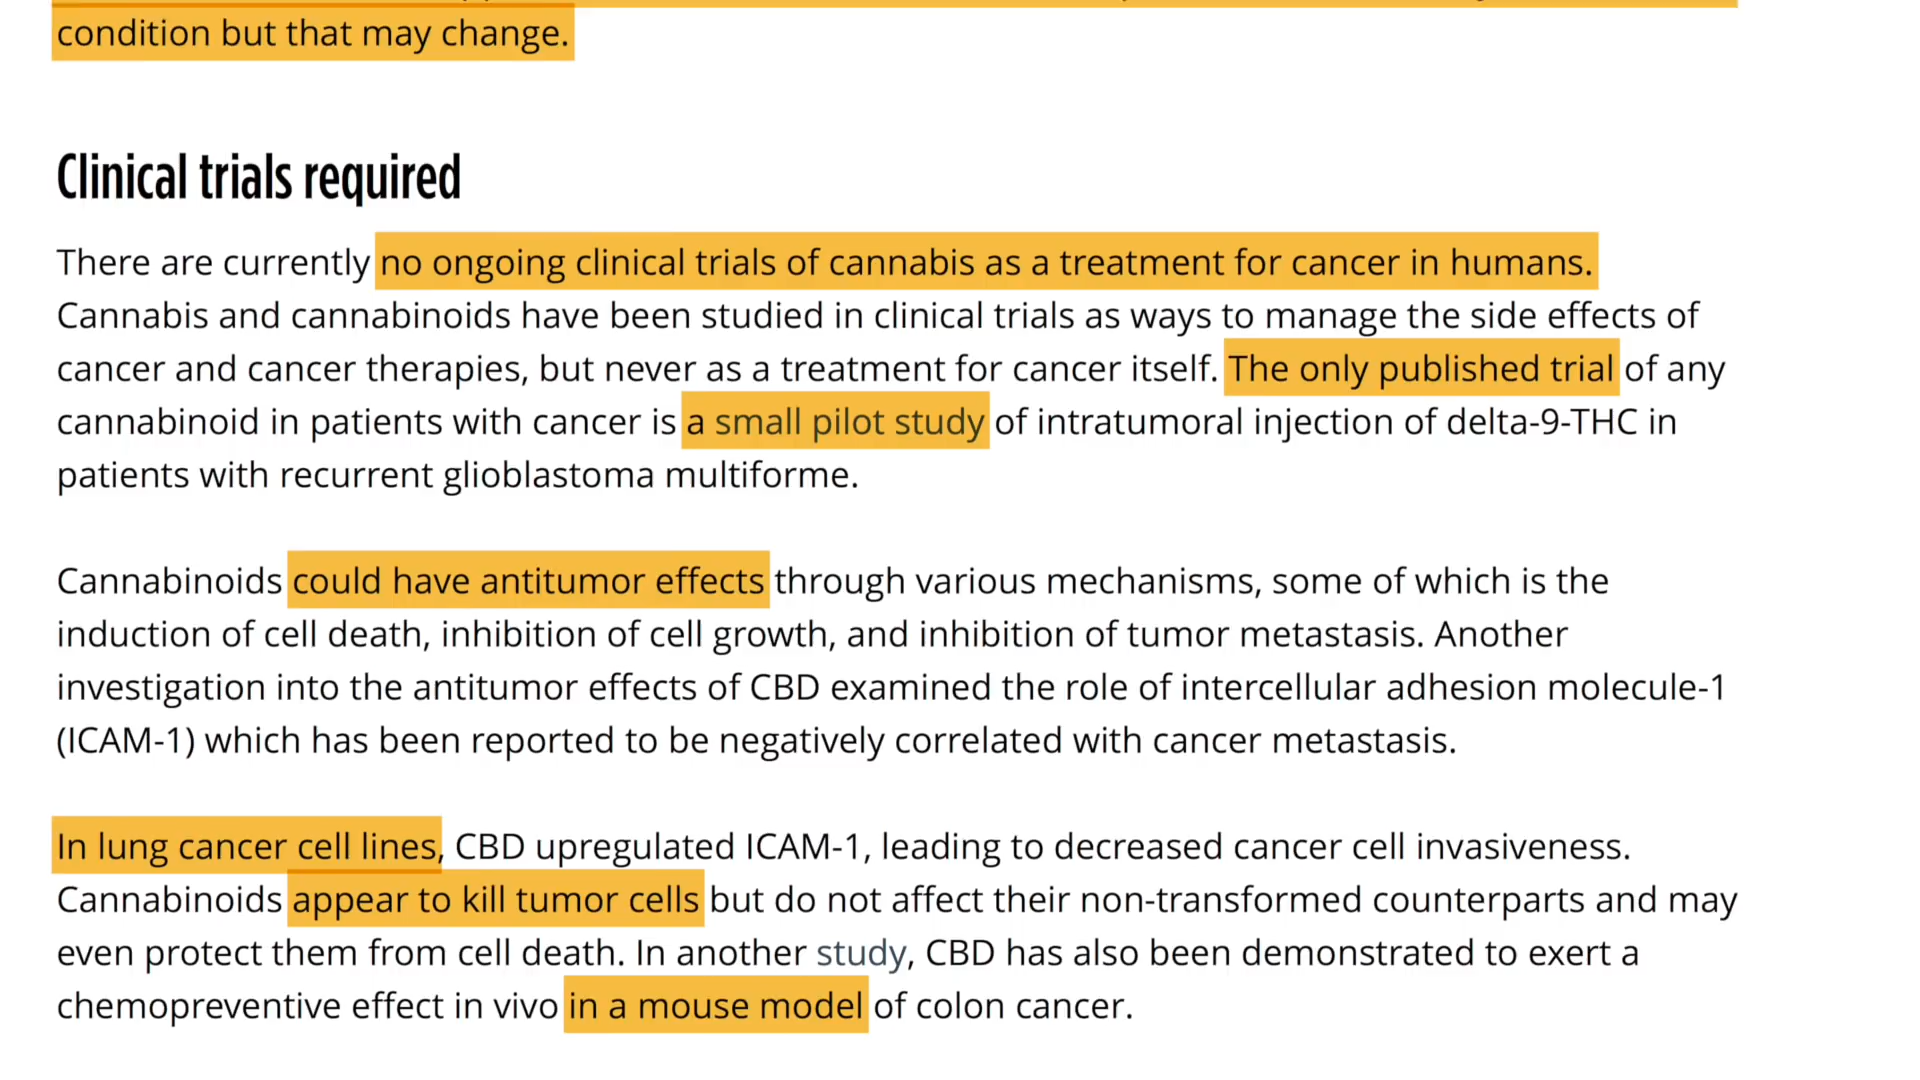 condition but that may change.
Clinical trials required
There are currently no ongoing clinical trials of cannabis as a treatment for cancer in humans.
Cannabis and cannabinoids have been studied in clinical trials as ways to manage the side effects of
cancer and cancer therapies, but never as a treatment for cancer itself. The only published trial of any
cannabinoid in patients with cancer is a small pilot study of intratumoral injection of delta-9-THC in
patients with recurrent glioblastoma multiforme.
Cannabinoids could have antitumor effects through various mechanisms, some of which is the
induction of cell death, inhibition of cell growth, and inhibition of tumor metastasis. Another
investigation into the antitumor effects of CBD examined the role of intercellular adhesion molecule-1
(ICAM-1) which has been reported to be negatively correlated with cancer metastasis.
In lung cancer cell lines, CBD upregulated ICAM-1, leading to decreased cancer cell invasiveness.
Cannabinoids appear to kill tumor cells but do not affect their non-transformed counterparts and may
even protect them from cell death. In another study, CBD has also been demonstrated to exert a
chemopreventive effect in vivo in a mouse model of colon cancer.